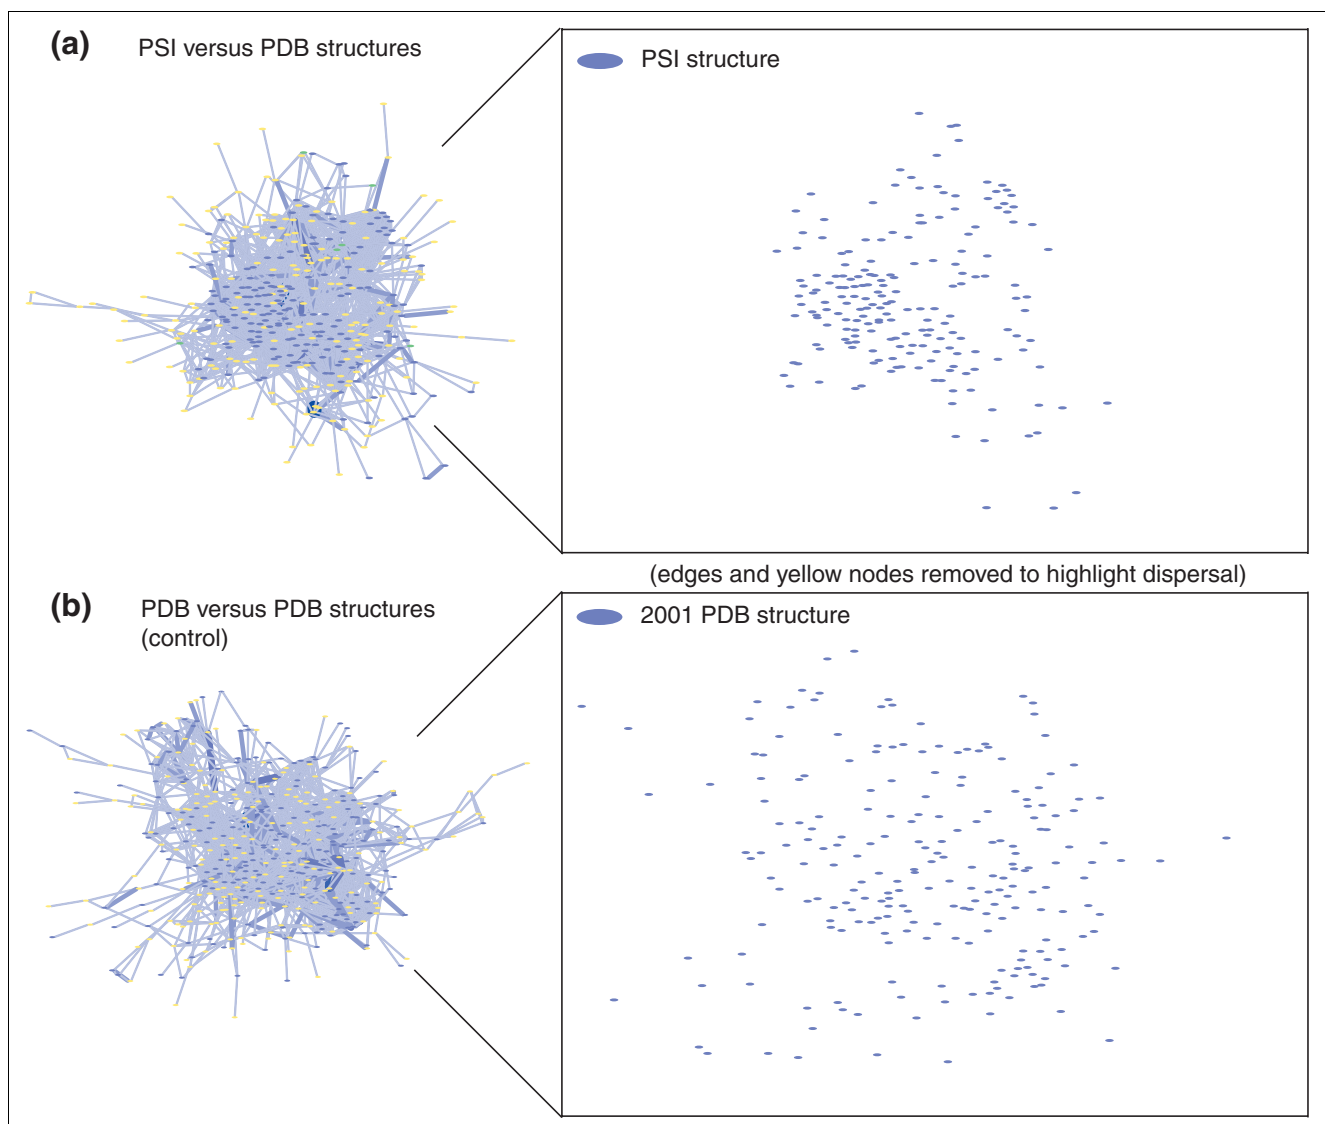 (a) PSI versus PDB structures
PSI structure
(edges and yellow nodes removed to highlight dispersal)
(b) PDB versus PDB structures
(control)
2001 PDB structure